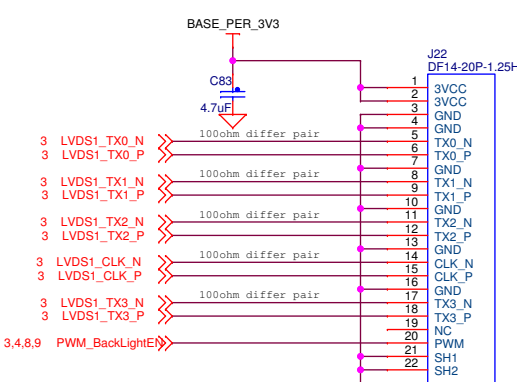 BASE_PER_3V3
J22
DF14-20P-1.25H
C83
4.7uF
1 3VCC
2 3VCC
3 GND
4 GND
3 LVDS1_TX0_N 100ohm differ pair 5 TX0_N
3 LVDS1_TX0_P 6 TX0_P
7 GND
3 LVDS1_TX1_N 100ohm differ pair 8 TX1_N
3 LVDS1_TX1_P 9 TX1_P
10 GND
3 LVDS1_TX2_N 100ohm differ pair 11 TX2_N
3 LVDS1_TX2_P 12 TX2_P
13 GND
3 LVDS1_CLK_N 100ohm differ pair 14 CLK_N
3 LVDS1_CLK_P 15 CLK_P
16 GND
3 LVDS1_TX3_N 100ohm differ pair 17 TX3_N
3 LVDS1_TX3_P 18 TX3_P
19 NC
3,4,8,9 PWM_BackLightEN 20 PWM
21 SH1
22 SH2